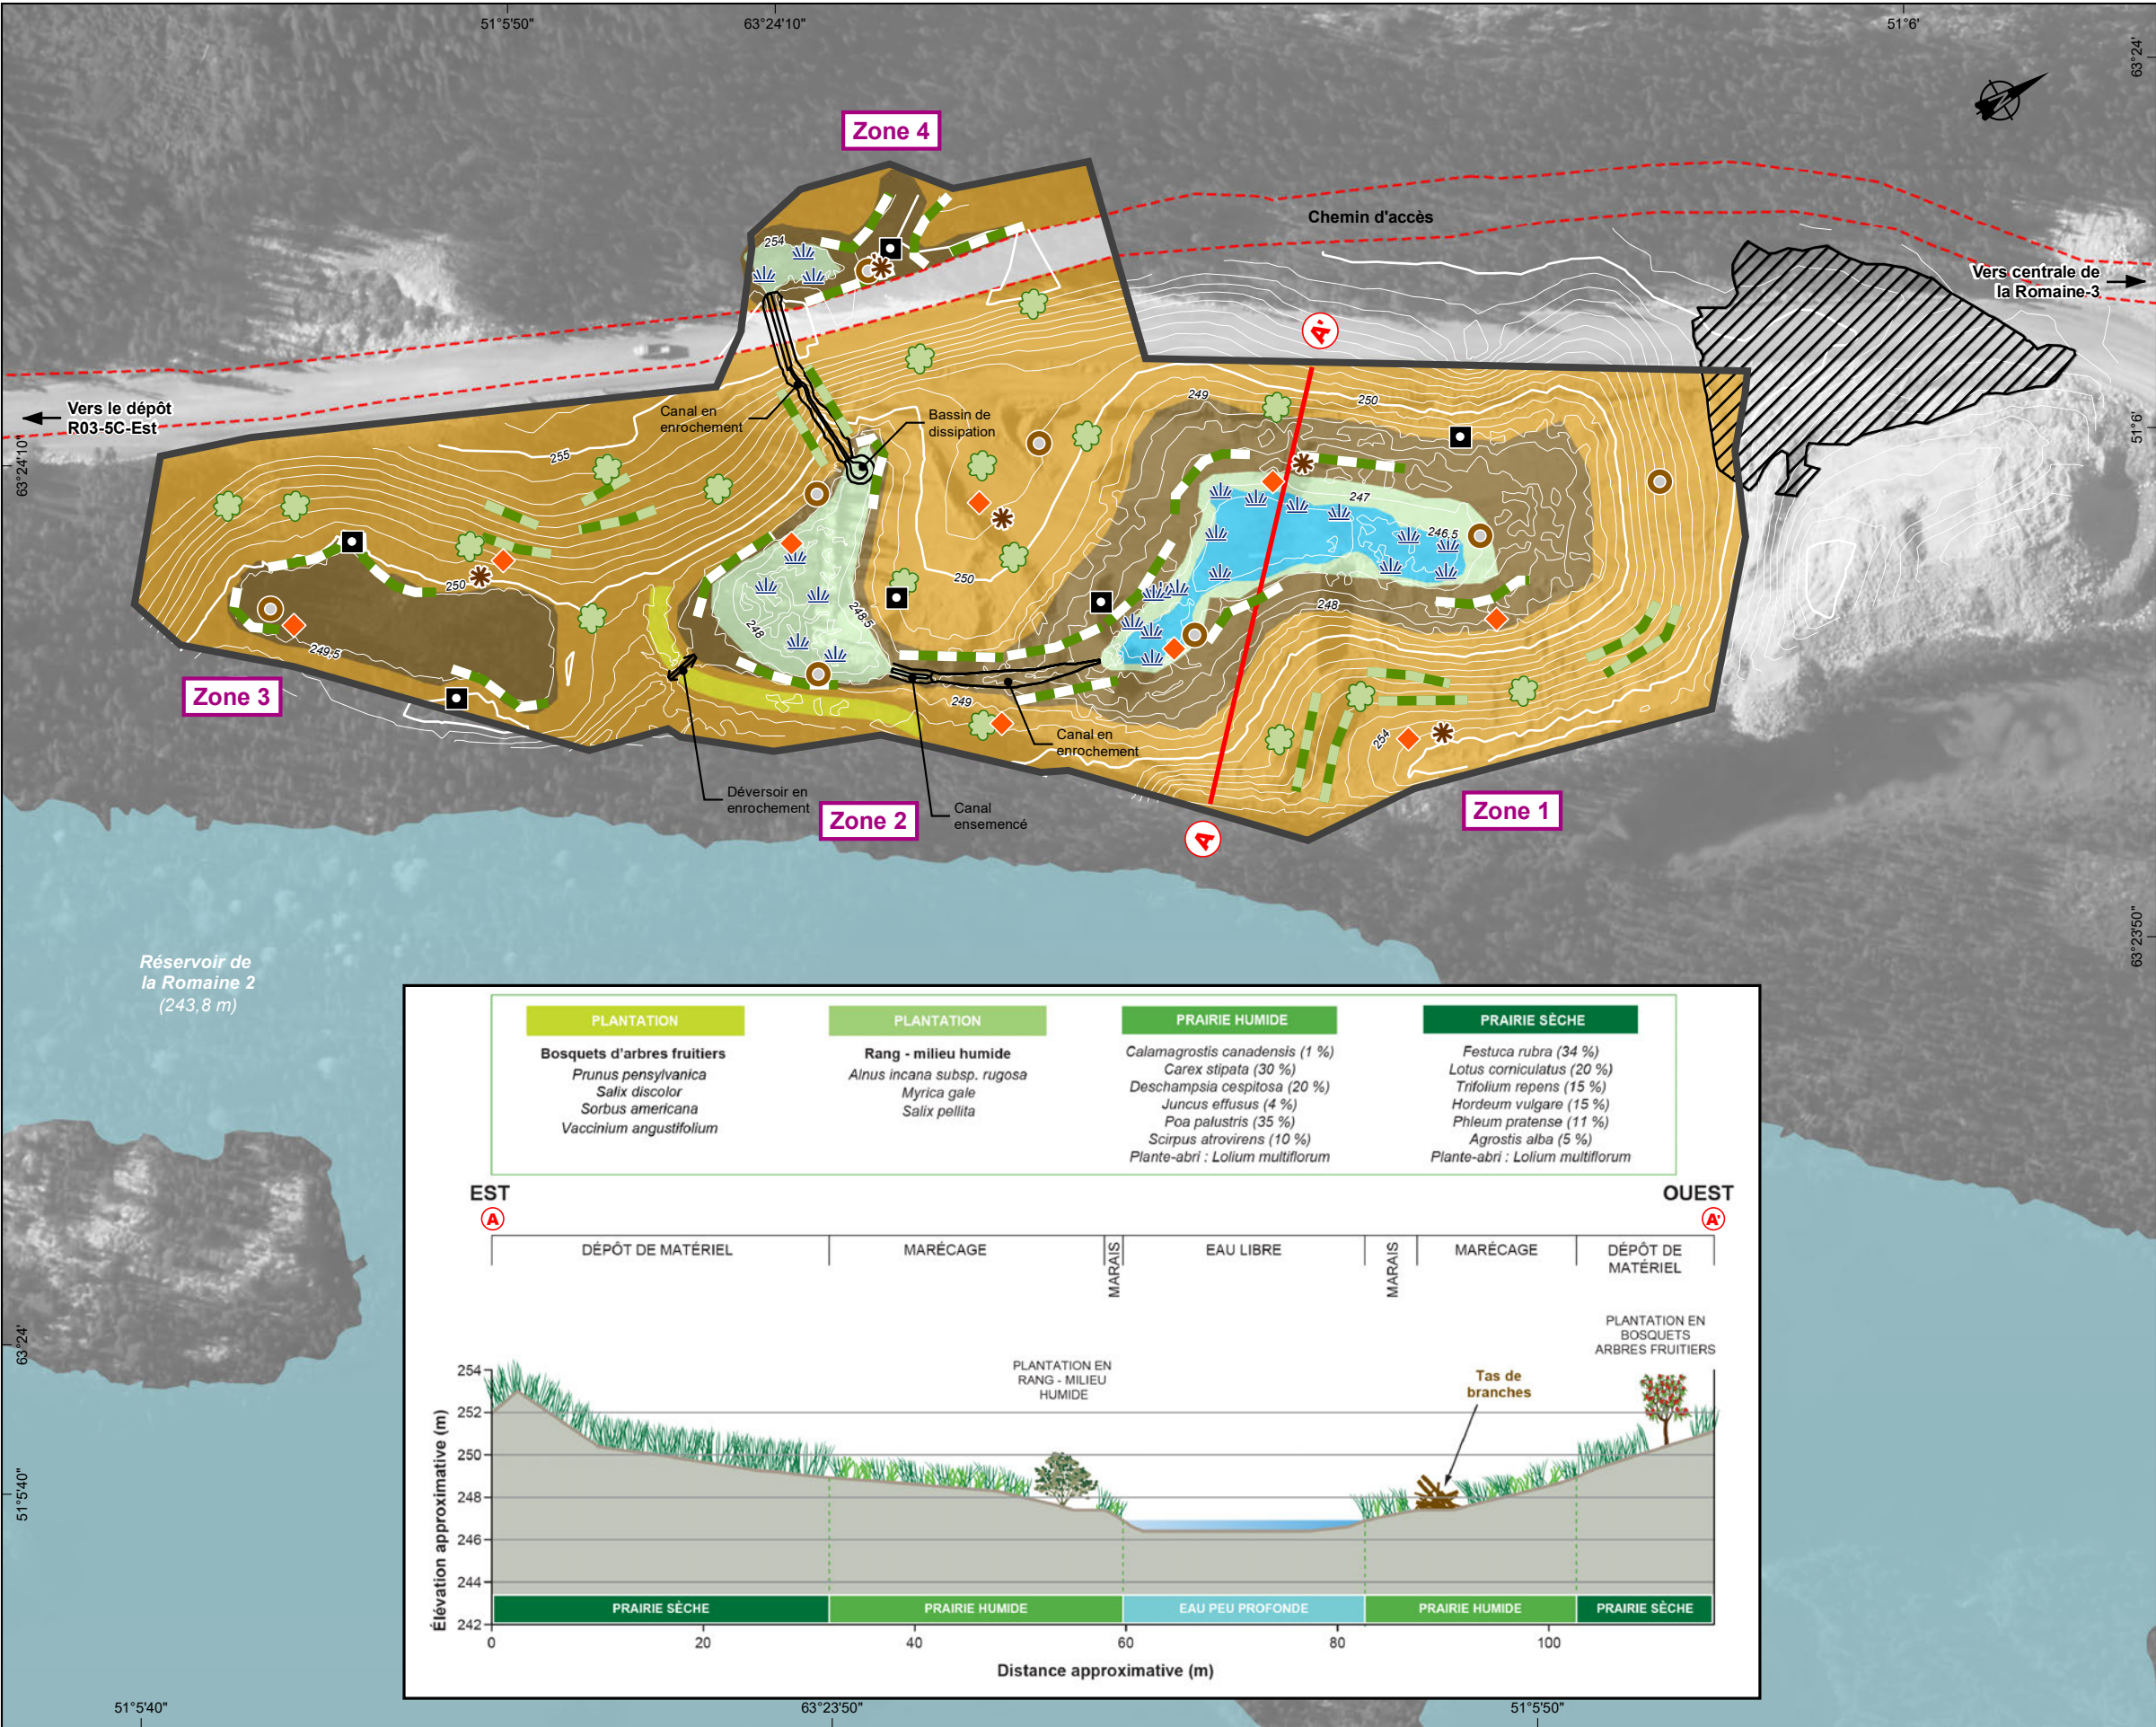 51°5'50"
63°24'10"
51°6'
63°24'
Zone 4
Chemin d'accès
254
Vers centrale de
la Romaine-3
A'
Vers le dépôt
R03-5C-Est
Canal en
enrochement
Bassin de
dissipation
249
250
255
63°24'10"
51°6'
247
246,5
250
250
248
248,5
248
249,5
249
254
Zone 3
Canal en
enrochement
Déversoir en
enrochement
Zone 2
Canal
ensemencé
Zone 1
A
Réservoir de
la Romaine 2
(243,8 m)
63°23'50"
PLANTATION
Bosquets d'arbres fruitiers
Prunus pensylvanica
Salix discolor
Sorbus americana
Vaccinium angustifolium
PLANTATION
Rang - milieu humide
Alnus incana subsp. rugosa
Myrica gale
Salix pellita
PRAIRIE HUMIDE
Calamagrostis canadensis (1 %)
Carex stipata (30 %)
Deschampsia cespitosa (20 %)
Juncus effusus (4 %)
Poa palustris (35 %)
Scirpus atrovirens (10 %)
Plante-abri : Lolium multiflorum
PRAIRIE SÈCHE
Festuca rubra (34 %)
Lotus corniculatus (20 %)
Trifolium repens (15 %)
Hordeum vulgare (15 %)
Phleum pratense (11 %)
Agrostis alba (5 %)
Plante-abri : Lolium multiflorum
EST
A
OUEST
A'
DÉPÔT DE MATÉRIEL
MARÉCAGE
MARAIS
EAU LIBRE
MARAIS
MARÉCAGE
DÉPÔT DE
MATÉRIEL
PLANTATION EN
BOSQUETS
ARBRES FRUITIERS
PLANTATION EN
RANG - MILIEU
HUMIDE
Tas de
branches
Élévation approximative (m)
254
252
250
248
246
244
242
PRAIRIE SÈCHE
PRAIRIE HUMIDE
EAU PEU PROFONDE
PRAIRIE HUMIDE
PRAIRIE SÈCHE
0
20
40
60
80
100
Distance approximative (m)
63°24'
51°5'40"
51°5'40"
63°23'50"
51°5'50"